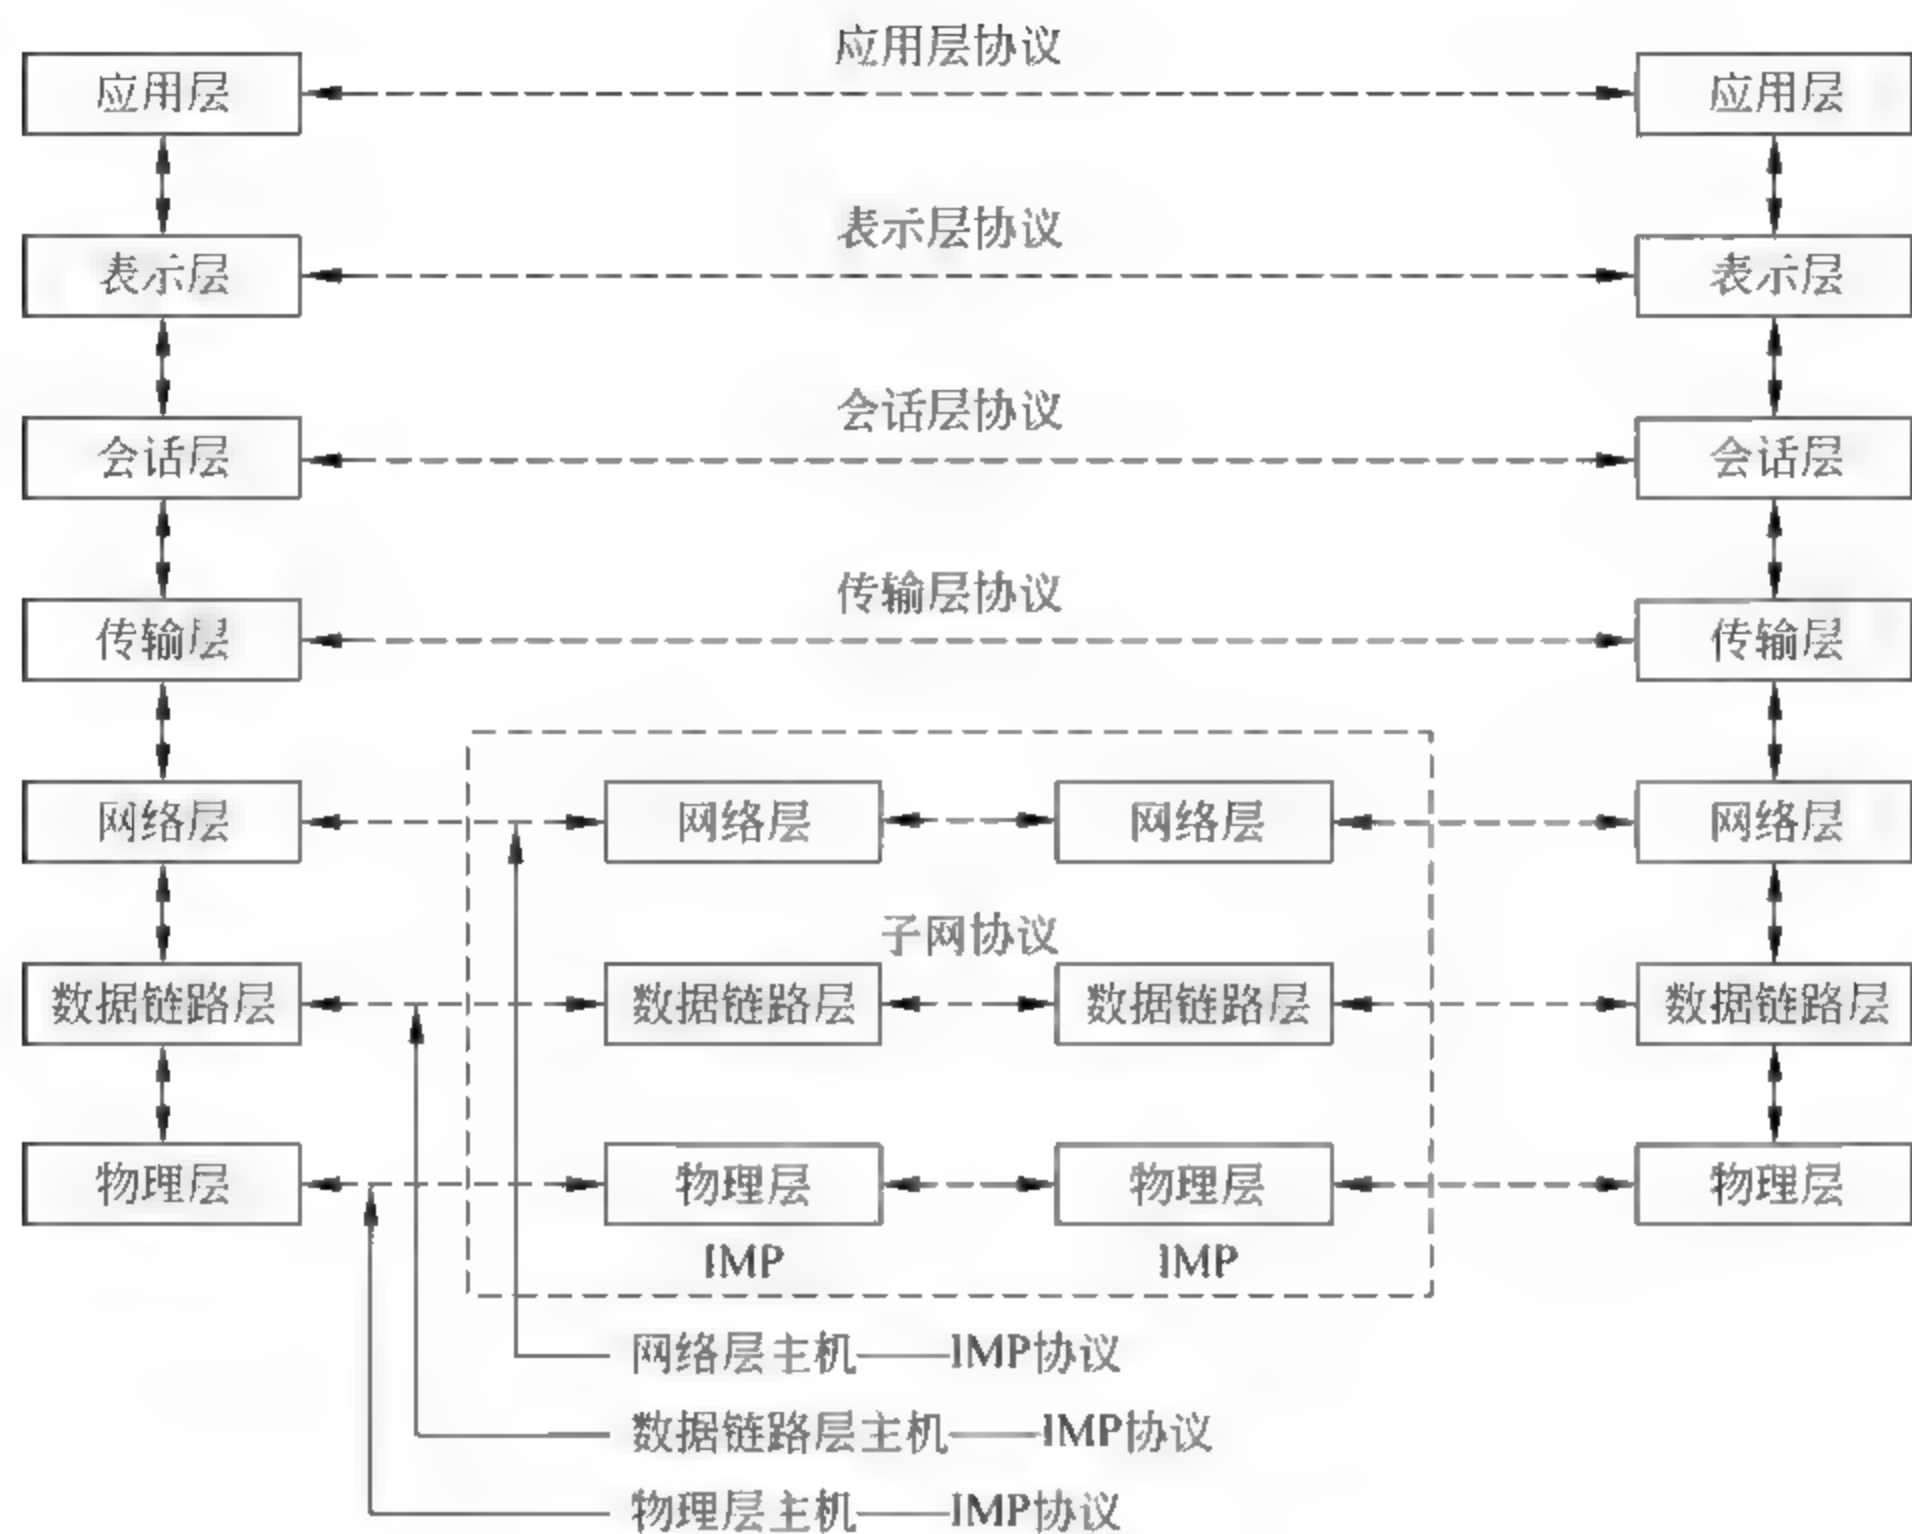 应用层协议
应用层
应用层
表示层协议
表示层
表示层
会话层协议
会话层
会话层
传输层协议
传输层
传输层
网络层
网络层
网络层
网络层
子网协议
数据链路层
数据链路层
数据链路层
数据链路层
物理层
物理层
物理层
物理层
IMP
IMP
网络层主机——IMP协议
数据链路层主机——IMP协议
物理层主机——IMP协议